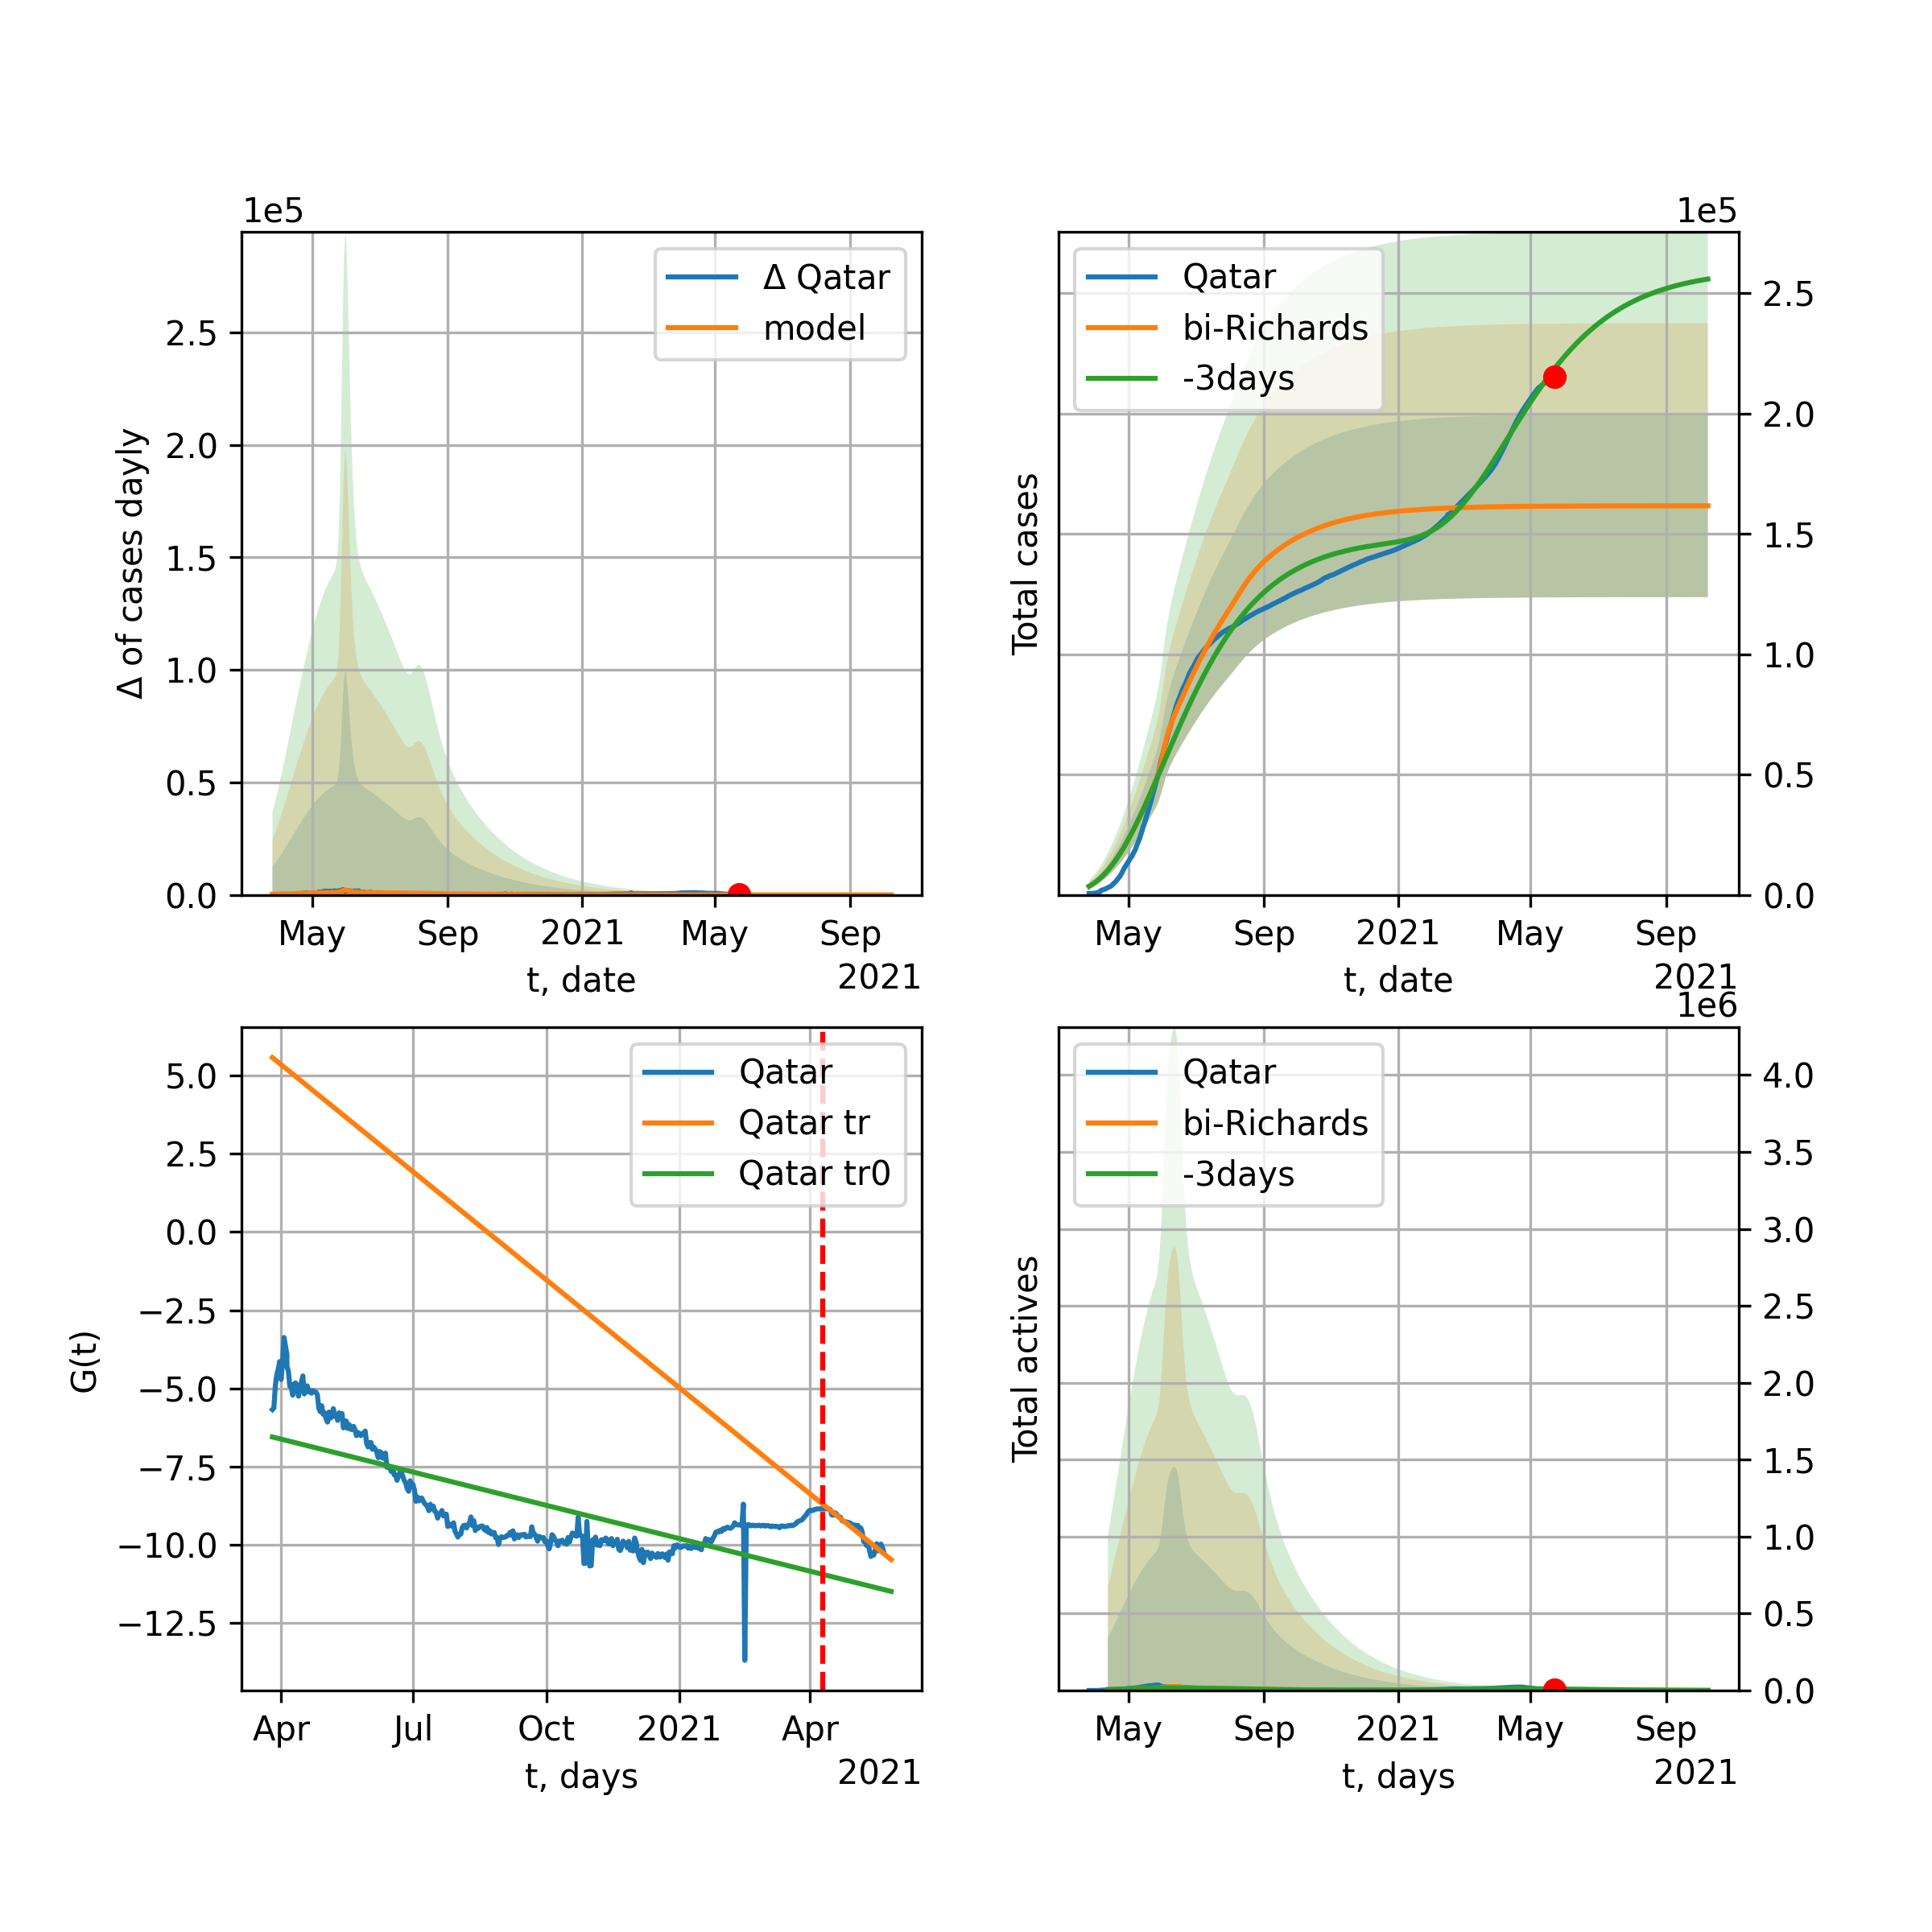 1e5
Δ of cases dayly
2.5
2.0
1.5
1.0
0.5
0.0
Δ Qatar
model
May Sep 2021 May Sep
2021
t, date
1e5
Total cases
Qatar
bi-Richards
-3days
2.5
2.0
1.5
1.0
0.5
0.0
May Sep 2021 May Sep
2021
t, date
G(t)
5.0
2.5
0.0
−2.5
−5.0
−7.5
−10.0
−12.5
Qatar
Qatar tr
Qatar tr0
Apr Jul Oct 2021 Apr
2021
t, days
1e6
Total actives
Qatar
bi-Richards
-3days
4.0
3.5
3.0
2.5
2.0
1.5
1.0
0.5
0.0
May Sep 2021 May Sep
2021
t, days